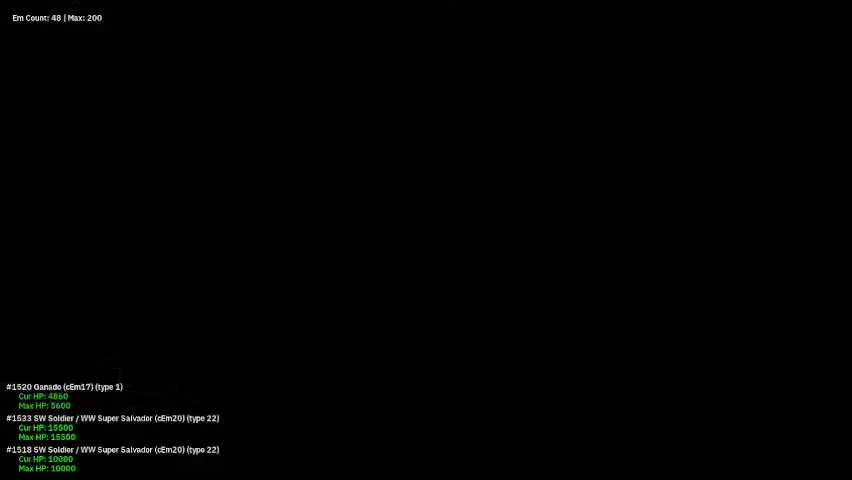 Em Count: 48 | Max: 200
#1520 Ganado (cEm17) (type 1)
Cur HP: 4860
Max HP: 5600
#1533 SW Soldier / WW Super Salvador (cEm20) (type 22)
Cur HP: 15500
Max HP: 15500
#1518 SW Soldier / WW Super Salvador (cEm20) (type 22)
Cur HP: 10000
Max HP: 10000